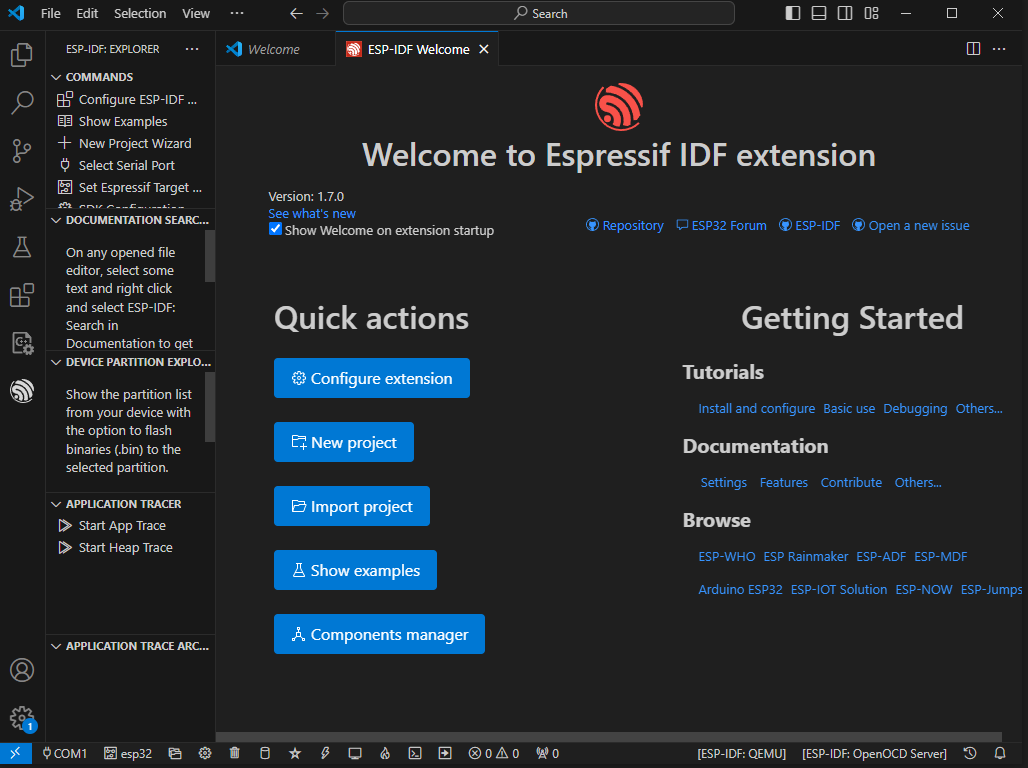 File Edit Selection View ··· Search
ESP-IDF: EXPLORER ···
Welcome
ESP-IDF Welcome
COMMANDS
Configure ESP-IDF ...
Show Examples
New Project Wizard
Select Serial Port
Set Espressif Target ...
SDK Configuration
DOCUMENTATION SEARC...
On any opened file
editor, select some
text and right click
and select ESP-IDF:
Search in
Documentation to get
DEVICE PARTITION EXPLO...
Show the partition list
from your device with
the option to flash
binaries (.bin) to the
selected partition.
APPLICATION TRACER
Start App Trace
Start Heap Trace
APPLICATION TRACE ARC...
1
Welcome to Espressif IDF extension
Version: 1.7.0
See what's new
Show Welcome on extension startup
Repository ESP32 Forum ESP-IDF Open a new issue
Quick actions
Configure extension
New project
Import project
Show examples
Components manager
Getting Started
Tutorials
Install and configure Basic use Debugging Others...
Documentation
Settings Features Contribute Others...
Browse
ESP-WHO ESP Rainmaker ESP-ADF ESP-MDF
Arduino ESP32 ESP-IOT Solution ESP-NOW ESP-Jumps
COM1 esp32 0 0 0 [ESP-IDF: QEMU] [ESP-IDF: OpenOCD Server]